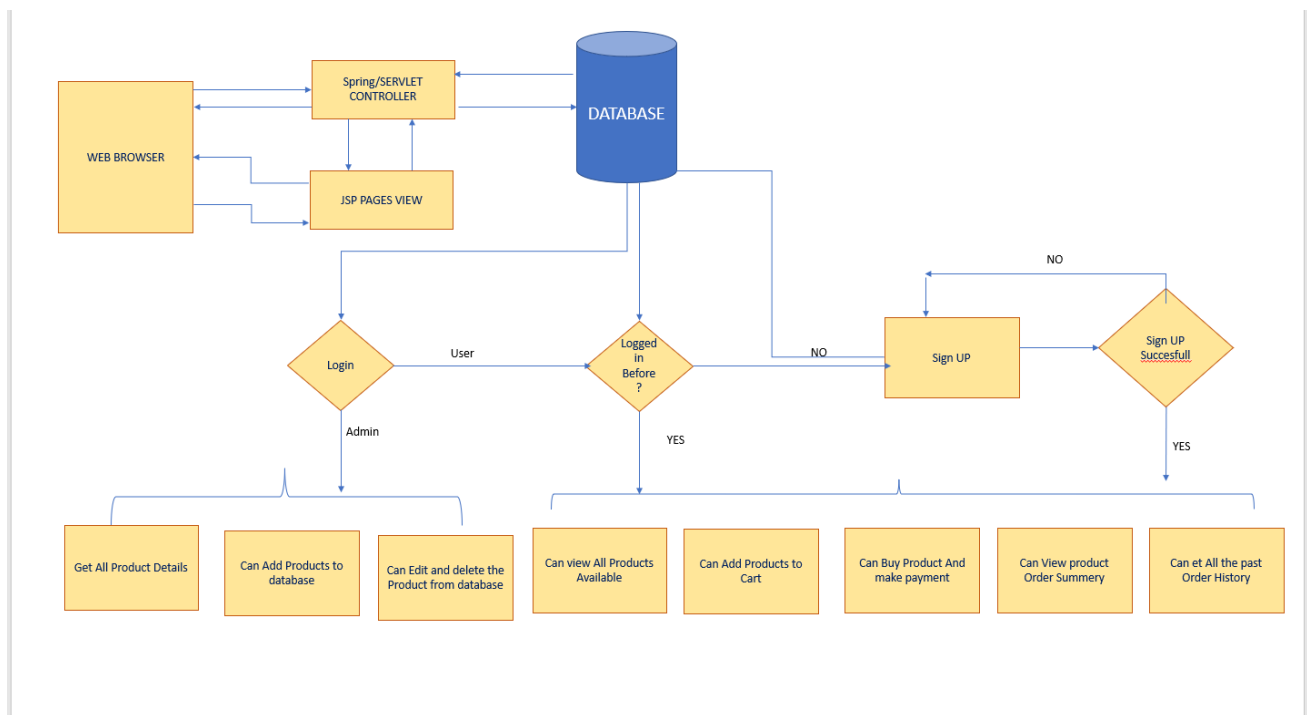 Spring/SERVLET
CONTROLLER
DATABASE
WEB BROWSER
JSP PAGES VIEW
NO
Login
User
Logged
in
Before
?
NO
Sign UP
Sign UP
Succesfull
Admin
YES
YES
Get All Product Details
Can Add Products to
database
Can Edit and delete the
Product from database
Can view All Products
Available
Can Add Products to
Cart
Can Buy Product And
make payment
Can View product
Order Summery
Can et All the past
Order History